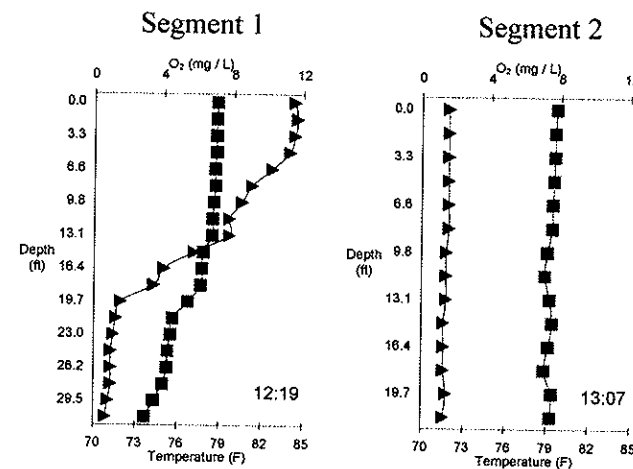 Segment 1
O₂ (mg / L)
0 4 8 12
0.0
3.3
6.6
9.8
13.1
16.4
19.7
23.0
26.2
29.5
Depth
(ft)
12:19
70 73 76 79 82 85
Temperature (F)
Segment 2
O₂ (mg / L)
0 4 8 12
0.0
3.3
6.8
9.8
13.1
16.4
19.7
Depth
(ft)
13:07
70 73 76 79 82 85
Temperature (F)